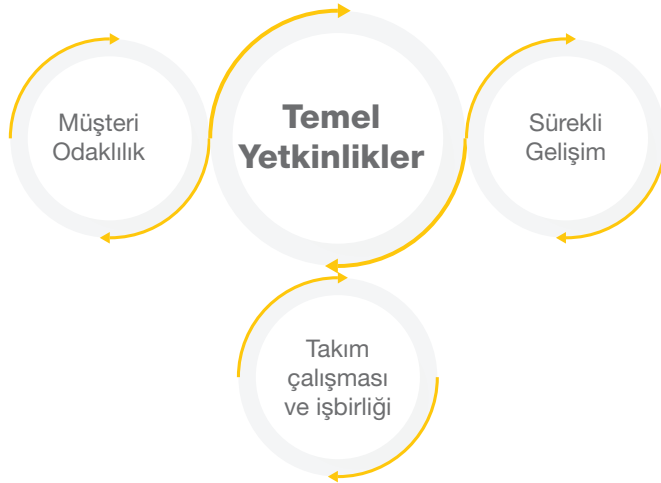 Müşteri
Odaklılık
Temel
Yetkinlikler
Sürekli
Gelişim
Takım
çalışması
ve işbirliği